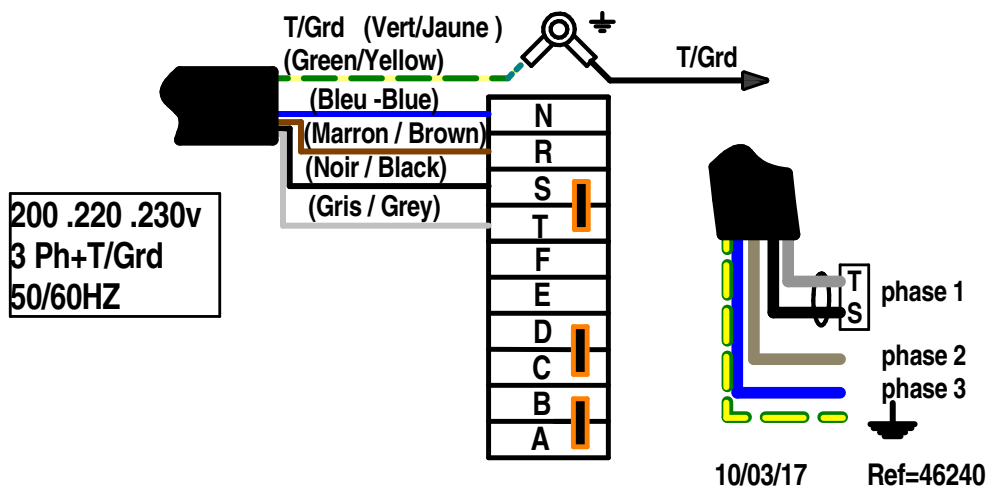 T/Grd (Vert/Jaune )
(Green/Yellow)
T/Grd
(Bleu -Blue)
(Marron / Brown)
(Noir / Black)
(Gris / Grey)
N
R
S
T
F
E
D
C
B
A
200 .220 .230v
3 Ph+T/Grd
50/60HZ
T
S
phase 1
phase 2
phase 3
10/03/17
Ref=46240